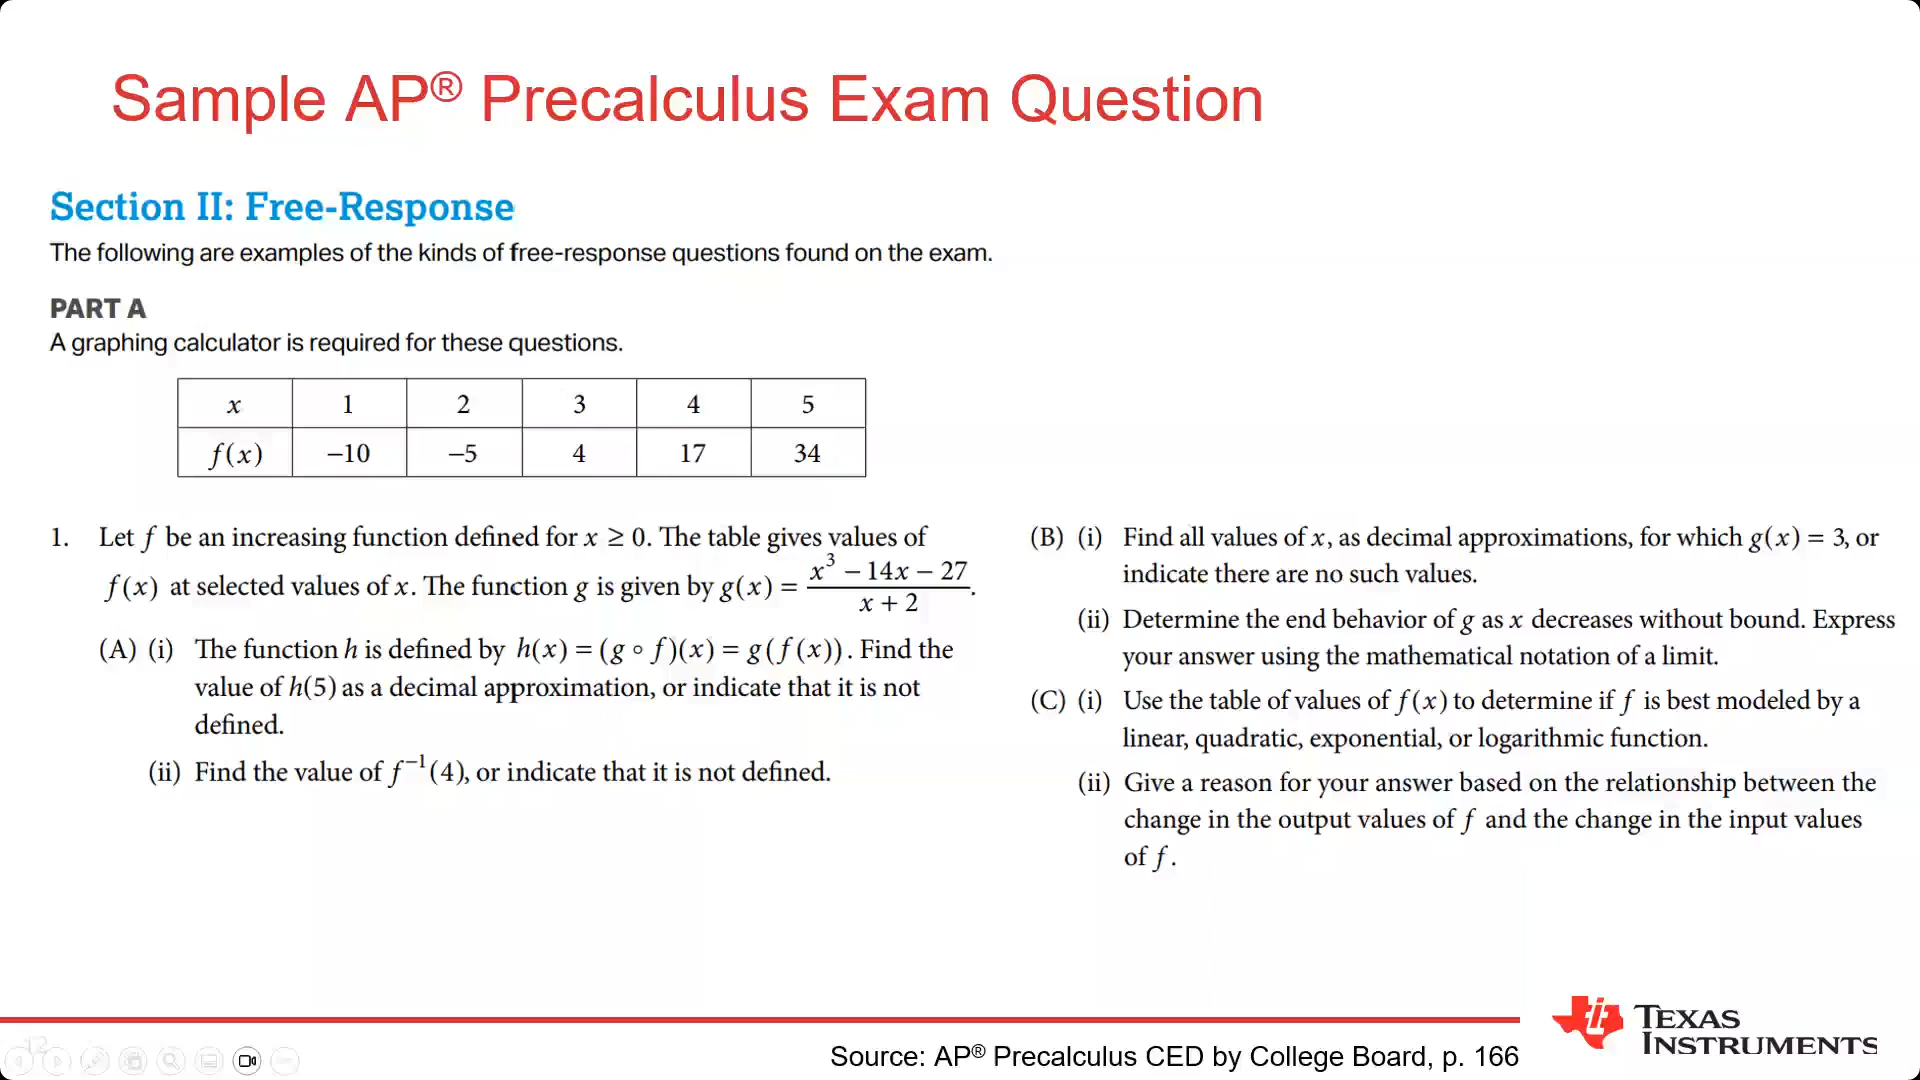 Sample AP® Precalculus Exam Question
Section II: Free-Response
The following are examples of the kinds of free-response questions found on the exam.
PART A
A graphing calculator is required for these questions.
x 1 2 3 4 5
f(x) −10 −5 4 17 34
1. Let f be an increasing function defined for x ≥ 0. The table gives values of
f(x) at selected values of x. The function g is given by g(x) = (x³ − 14x − 27)/(x + 2).
(A) (i) The function h is defined by h(x) = (g ∘ f)(x) = g(f(x)). Find the
value of h(5) as a decimal approximation, or indicate that it is not
defined.
(ii) Find the value of f⁻¹(4), or indicate that it is not defined.
(B) (i) Find all values of x, as decimal approximations, for which g(x) = 3, or
indicate there are no such values.
(ii) Determine the end behavior of g as x decreases without bound. Express
your answer using the mathematical notation of a limit.
(C) (i) Use the table of values of f(x) to determine if f is best modeled by a
linear, quadratic, exponential, or logarithmic function.
(ii) Give a reason for your answer based on the relationship between the
change in the output values of f and the change in the input values
of f.
12
Source: AP® Precalculus CED by College Board, p. 166
TEXAS
INSTRUMENTS